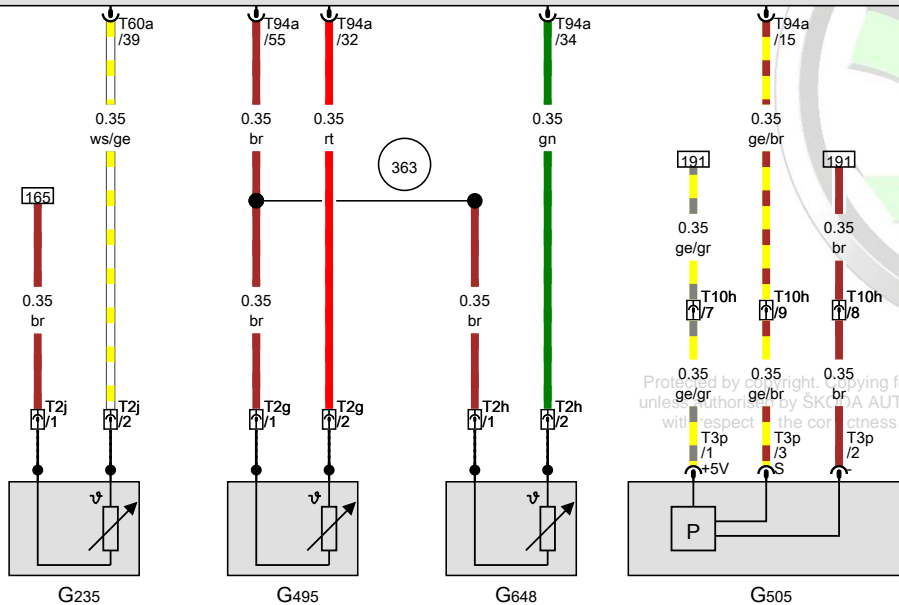 T60a
/39
T94a
/55
T94a
/32
T94a
/34
T94a
/15
0.35
ws/ge
0.35
br
0.35
rt
0.35
gn
0.35
ge/br
363
191
191
165
0.35
ge/gr
0.35
br
0.35
br
0.35
br
0.35
br
T10h
/7
T10h
/9
T10h
/8
0.35
ge/gr
0.35
ge/br
0.35
br
Protected by copyright. Copying f
unless authorised by ŠKODA AUT
with respect the cor ctness
T2j
/1
T2j
/2
T2g
/1
T2g
/2
T2h
/1
T2h
/2
T3p
/1
+5V
T3p
/3
S
T3p
/2
-
ϑ
ϑ
ϑ
P
G235
G495
G648
G505